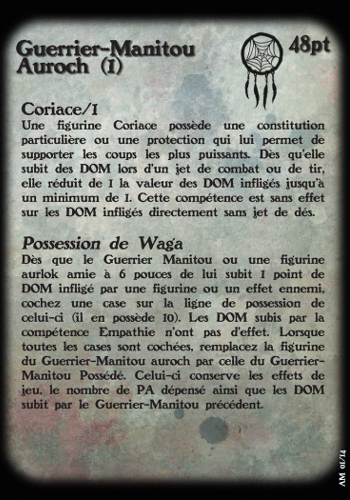 Guerrier-Manitou
Auroch (1)
48pt
Coriace/1
Une figurine Coriace possède une constitution
particulière ou une protection qui lui permet de
supporter les coups les plus puissants. Dès qu'elle
subit des DOM lors d'un jet de combat ou de tir,
elle réduit de 1 la valeur des DOM infligés jusqu'à
un minimum de 1. Cette compétence est sans effet
sur les DOM infligés directement sans jet de dés.
Possession de Waga
Dès que le Guerrier Manitou ou une figurine
aurlok amie à 6 pouces de lui subit 1 point de
DOM infligé par une figurine ou un effet ennemi,
cochez une case sur la ligne de possession de
celui-ci (il en possède 10). Les DOM subis par la
compétence Empathie n'ont pas d'effet. Lorsque
toutes les cases sont cochées, remplacez la figurine
du Guerrier-Manitou auroch par celle du Guerrier-
Manitou Possédé. Celui-ci conserve les effets de
jeu, le nombre de PA dépensé ainsi que les DOM
subit par le Guerrier-Manitou précédent.
AM 01/14